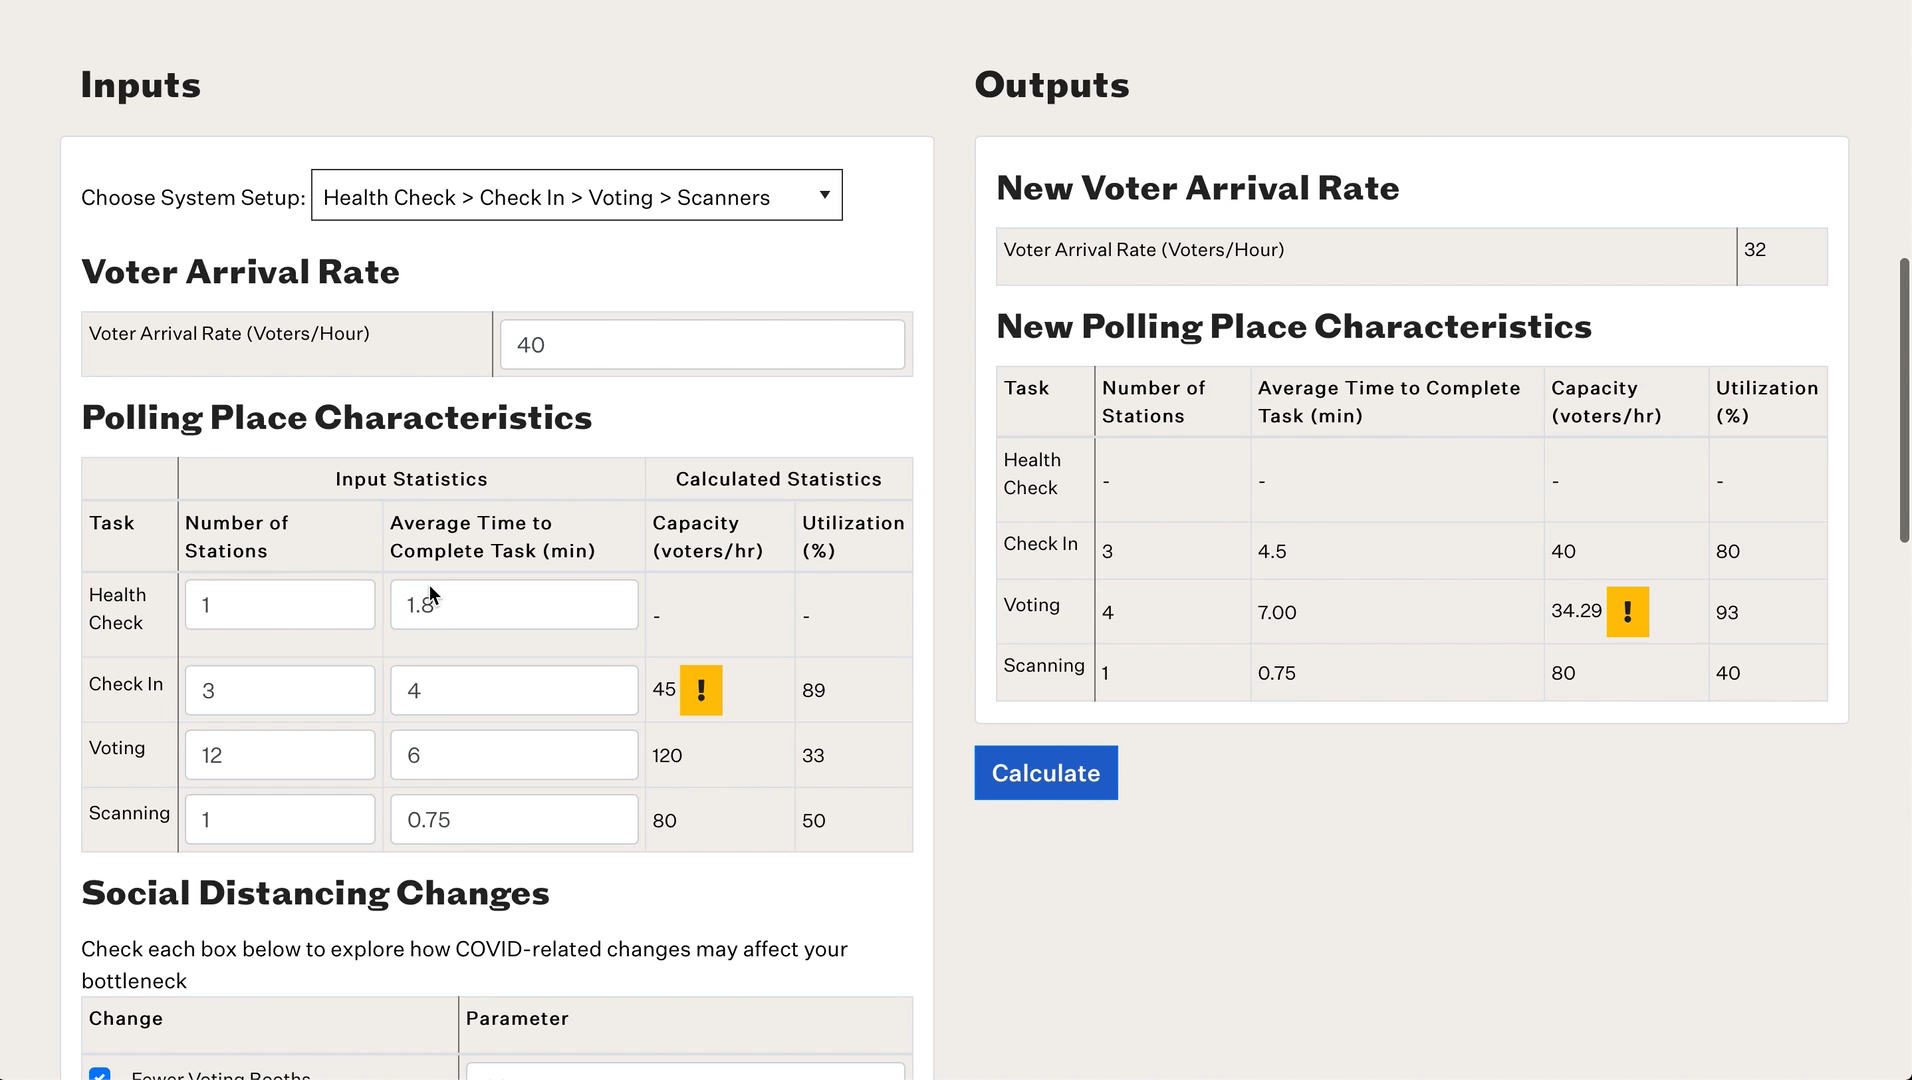 Inputs
Choose System Setup: Health Check > Check In > Voting > Scanners
Voter Arrival Rate
Voter Arrival Rate (Voters/Hour) 40
Polling Place Characteristics
Input Statistics Calculated Statistics
Task Number of Stations Average Time to Complete Task (min) Capacity (voters/hr) Utilization (%)
Health Check 1 1.8 - -
Check In 3 4 45 ! 89
Voting 12 6 120 33
Scanning 1 0.75 80 50
Social Distancing Changes
Check each box below to explore how COVID-related changes may affect your
bottleneck
Change Parameter
Fewer Voting Booths
Outputs
New Voter Arrival Rate
Voter Arrival Rate (Voters/Hour) 32
New Polling Place Characteristics
Task Number of Stations Average Time to Complete Task (min) Capacity (voters/hr) Utilization (%)
Health Check - - - -
Check In 3 4.5 40 80
Voting 4 7.00 34.29 ! 93
Scanning 1 0.75 80 40
Calculate